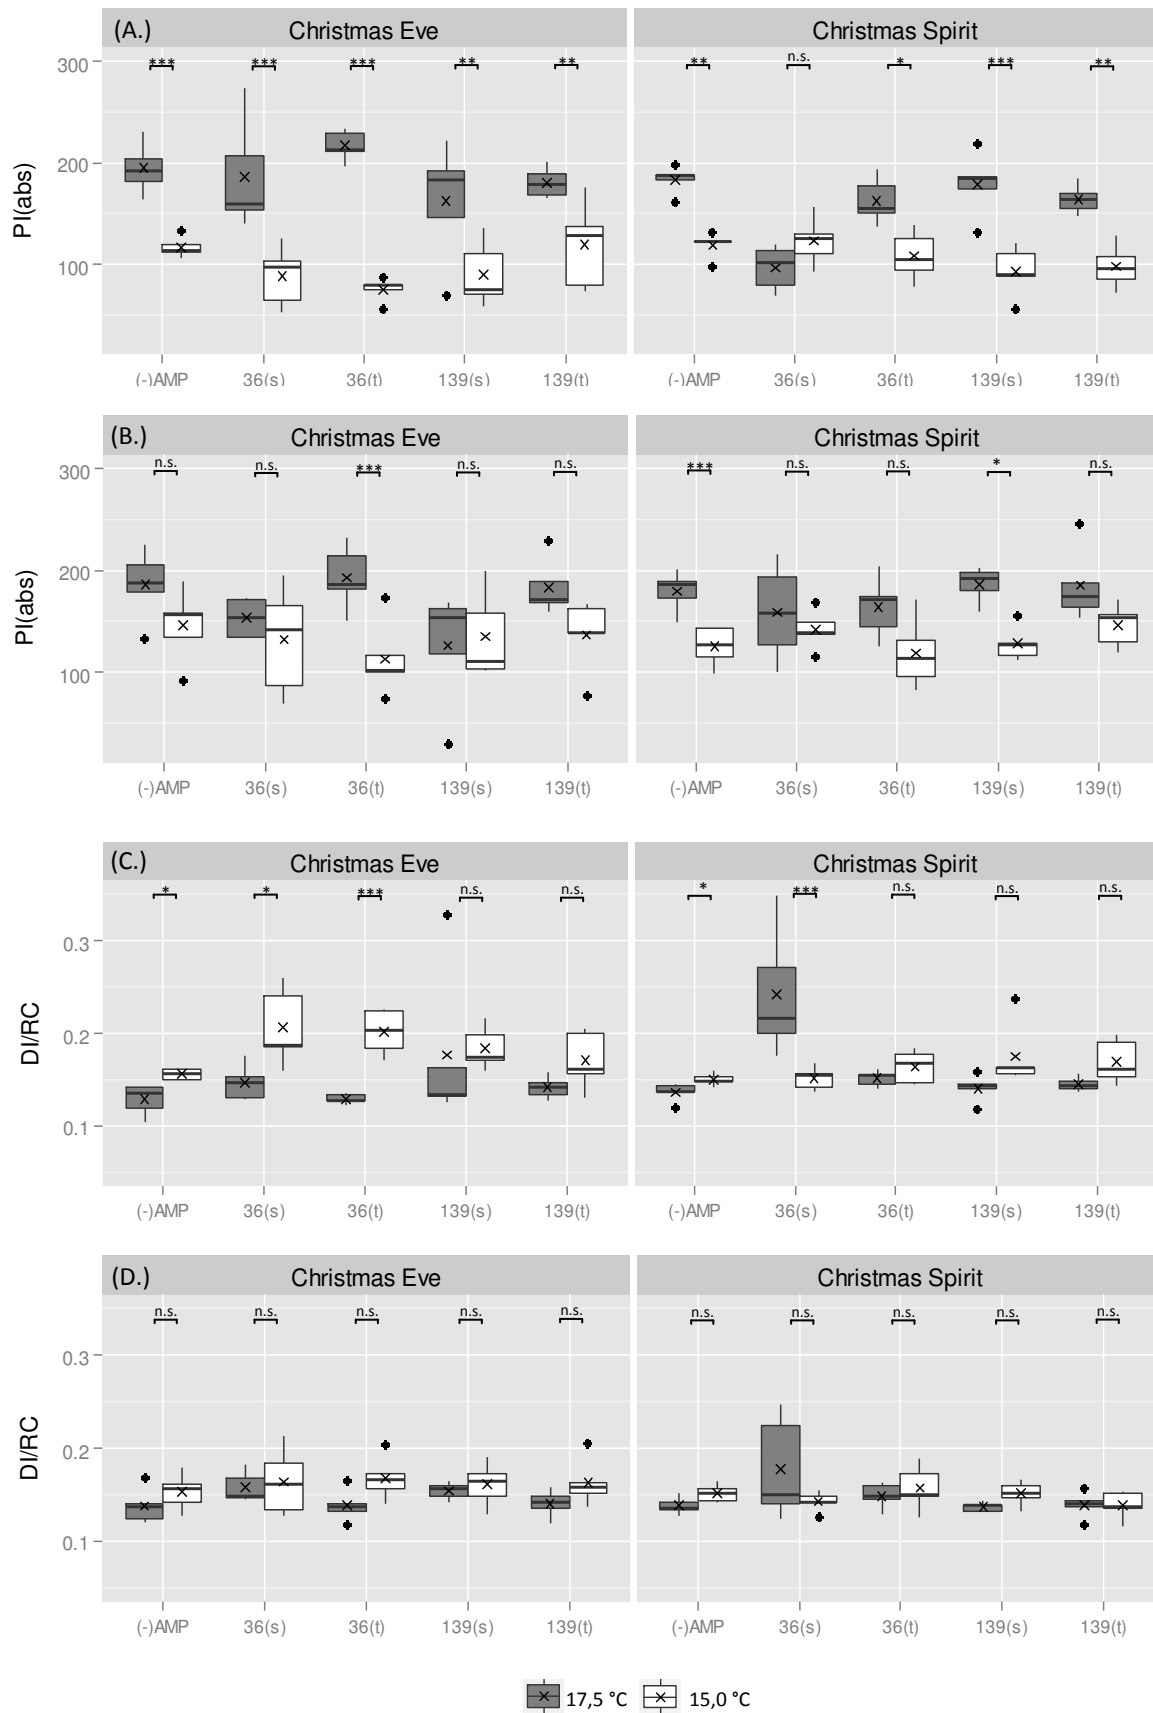 (A.) Christmas Eve Christmas Spirit
*** *** *** ** ** ** n.s. * *** **
300
200
100
PI(abs)
(-)AMP 36(s) 36(t) 139(s) 139(t) (-)AMP 36(s) 36(t) 139(s) 139(t)
(B.) Christmas Eve Christmas Spirit
n.s. n.s. *** n.s. n.s. *** n.s. n.s. * n.s.
300
200
100
PI(abs)
(-)AMP 36(s) 36(t) 139(s) 139(t) (-)AMP 36(s) 36(t) 139(s) 139(t)
(C.) Christmas Eve Christmas Spirit
* * *** n.s. n.s. * *** n.s. n.s. n.s.
0.3
0.2
0.1
DI/RC
(-)AMP 36(s) 36(t) 139(s) 139(t) (-)AMP 36(s) 36(t) 139(s) 139(t)
(D.) Christmas Eve Christmas Spirit
n.s. n.s. n.s. n.s. n.s. n.s. n.s. n.s. n.s. n.s.
0.3
0.2
0.1
DI/RC
(-)AMP 36(s) 36(t) 139(s) 139(t) (-)AMP 36(s) 36(t) 139(s) 139(t)
17,5 °C 15,0 °C